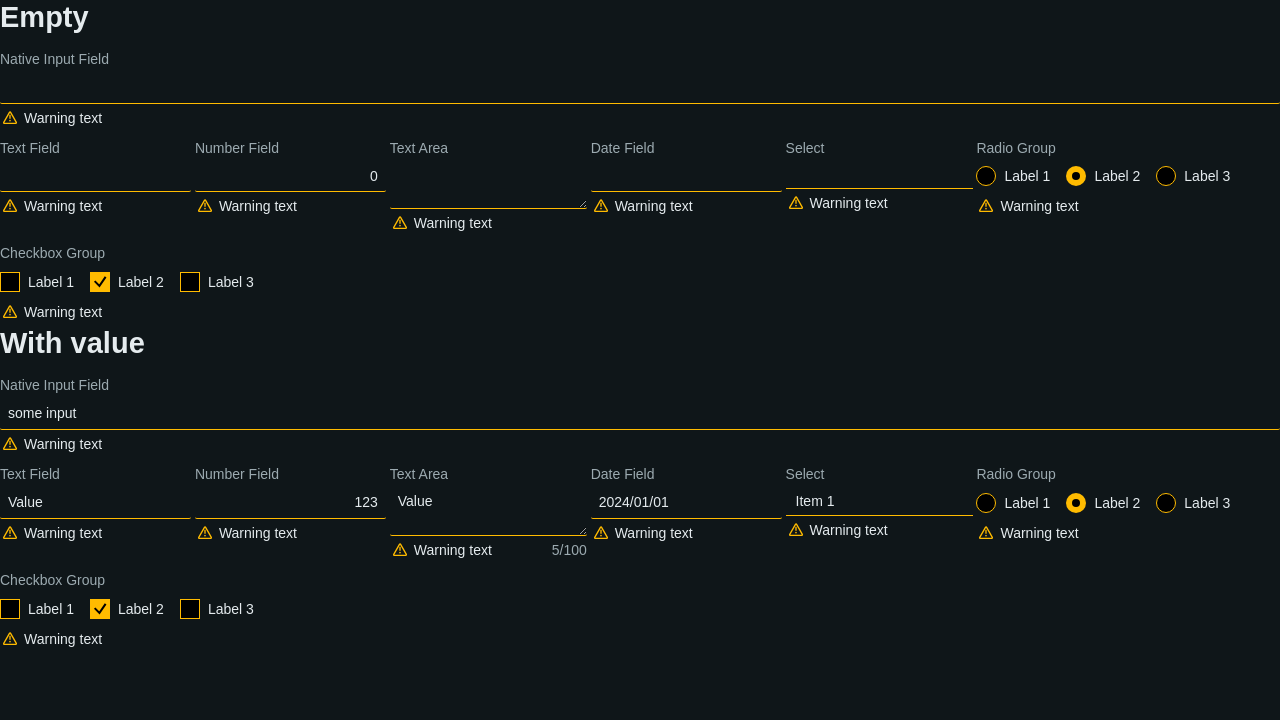 Empty
Native Input Field
Warning text
Text Field Number Field Text Area Date Field Select Radio Group
0 Label 1 Label 2 Label 3
Warning text Warning text Warning text Warning text Warning text Warning text
Checkbox Group
Label 1 Label 2 Label 3
Warning text
With value
Native Input Field
some input
Warning text
Text Field Number Field Text Area Date Field Select Radio Group
Value 123 Value 2024/01/01 Item 1 Label 1 Label 2 Label 3
Warning text Warning text Warning text 5/100 Warning text Warning text Warning text
Checkbox Group
Label 1 Label 2 Label 3
Warning text